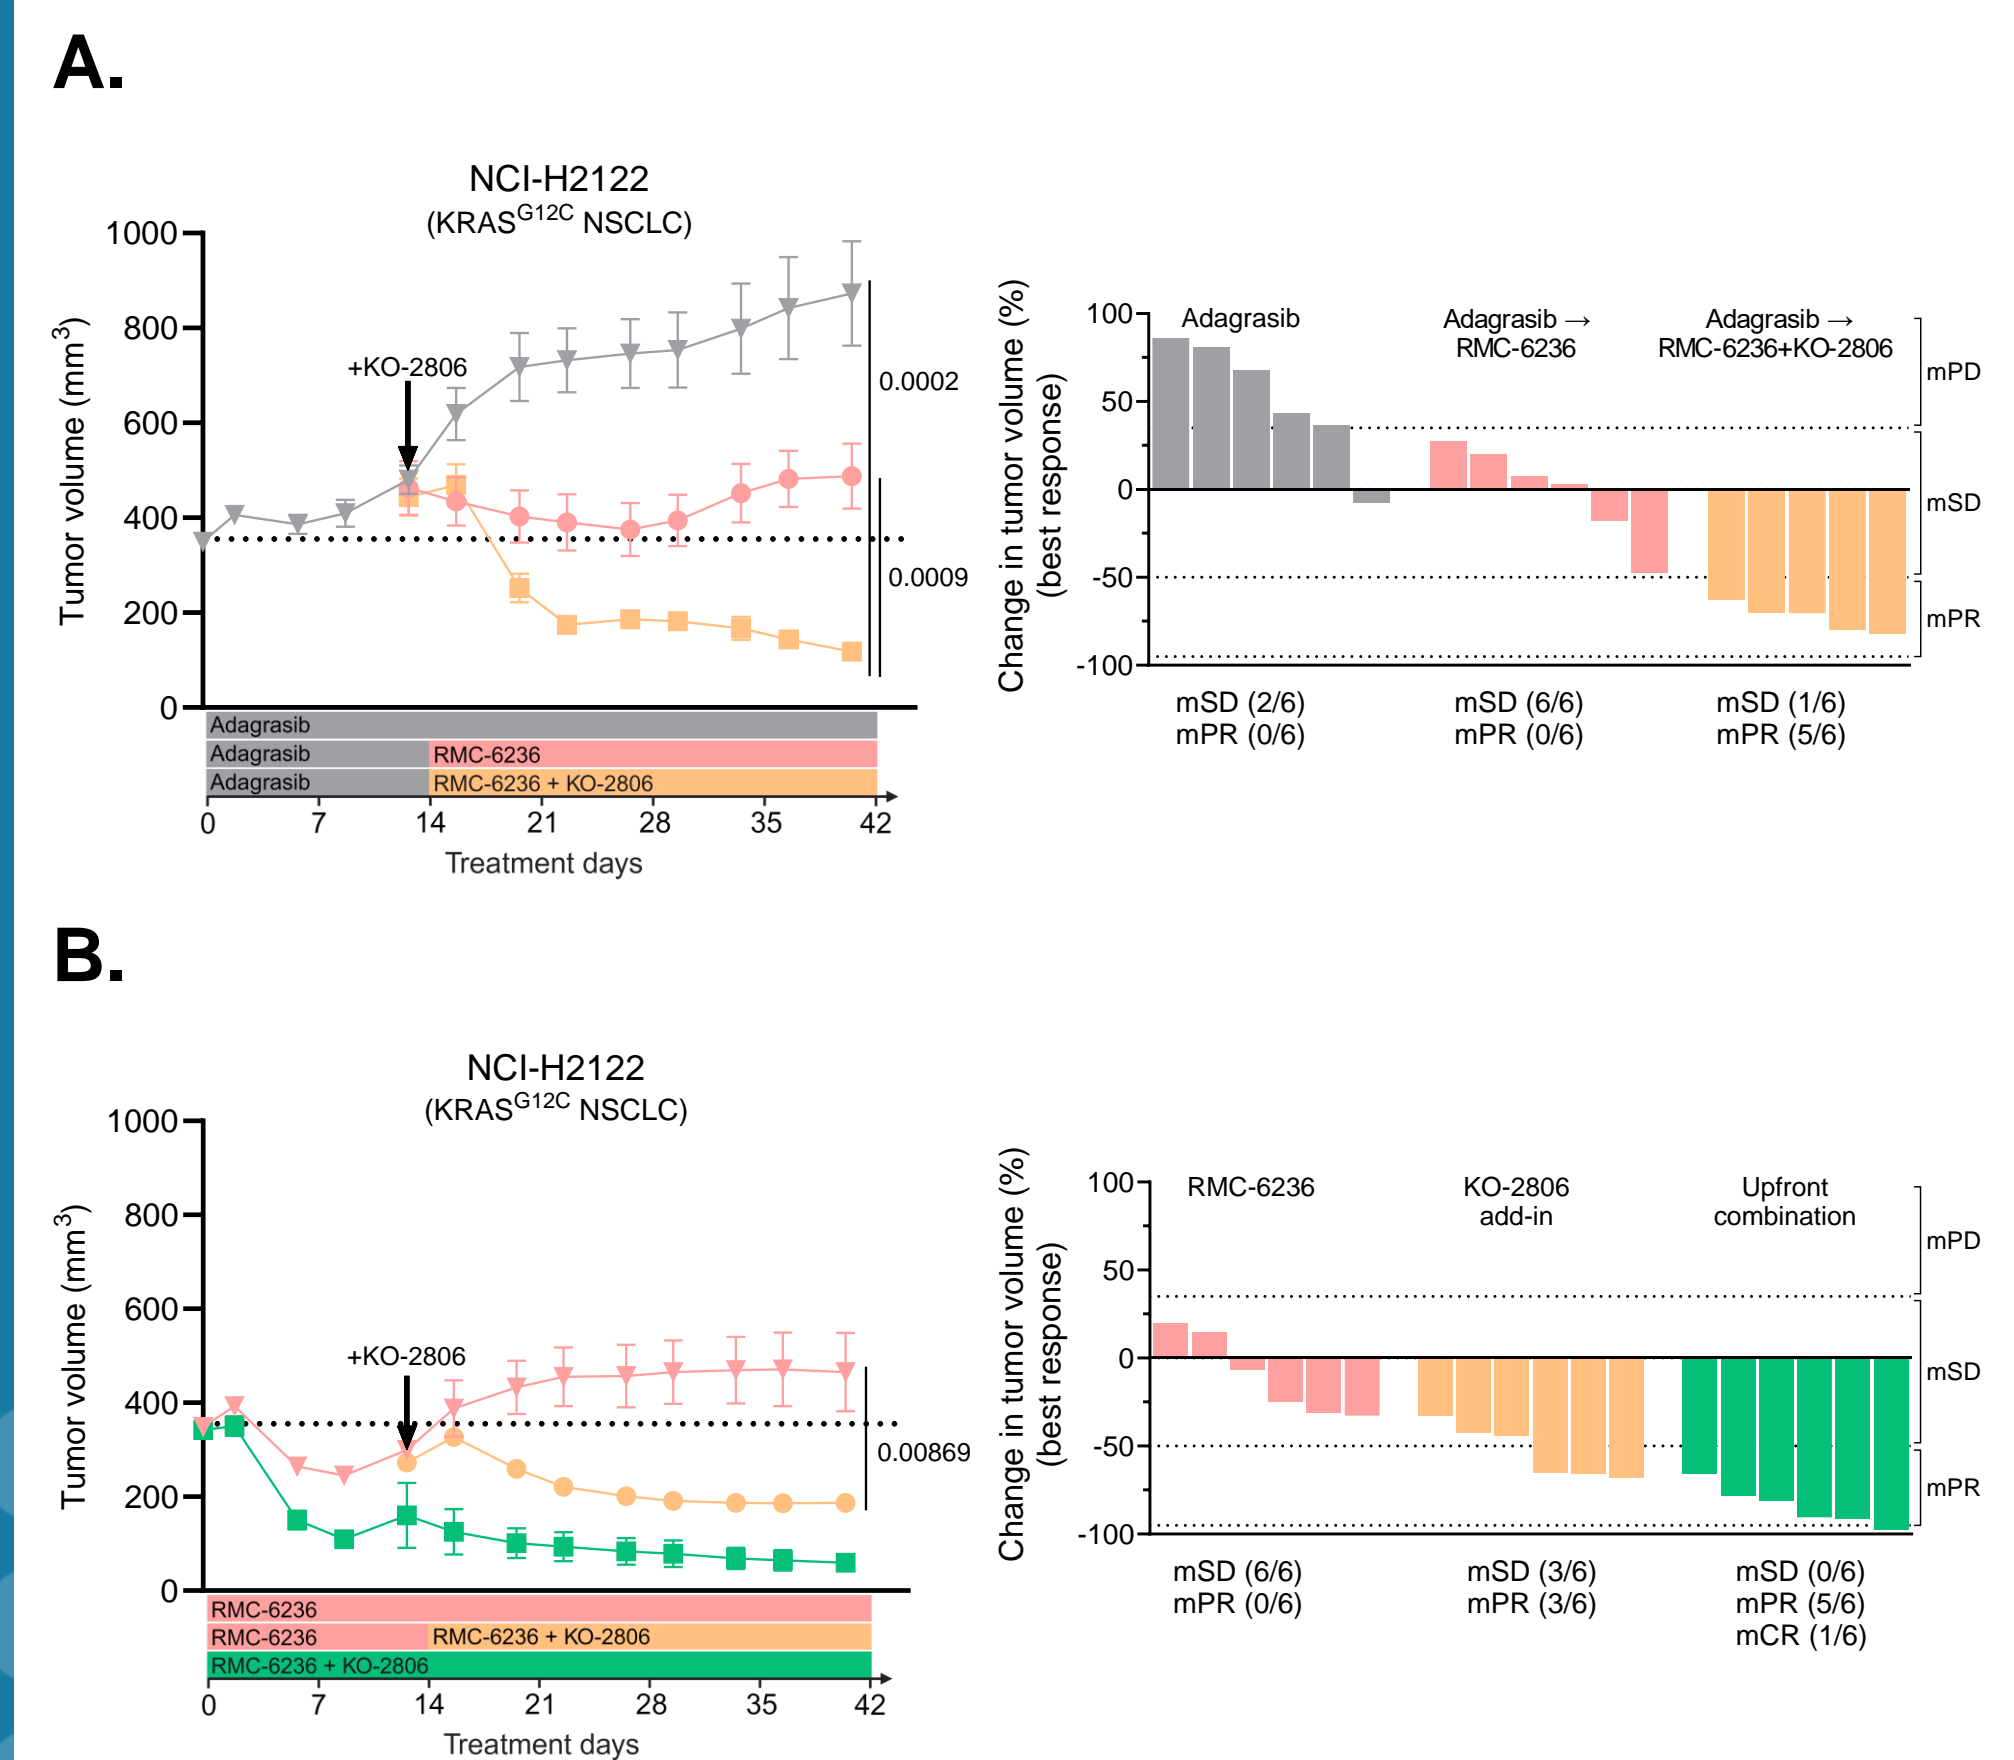 A.
NCI-H2122
(KRAS^G12C NSCLC)
Tumor volume (mm³)
1000
800
600
400
200
0
+KO-2806
0.0002
0.0009
Adagrasib
Adagrasib RMC-6236
Adagrasib RMC-6236 + KO-2806
0 7 14 21 28 35 42
Treatment days
Change in tumor volume (%)
(best response)
100
50
0
-50
-100
Adagrasib
Adagrasib →
RMC-6236
Adagrasib →
RMC-6236+KO-2806
mPD
mSD
mPR
mSD (2/6)
mPR (0/6)
mSD (6/6)
mPR (0/6)
mSD (1/6)
mPR (5/6)
B.
NCI-H2122
(KRAS^G12C NSCLC)
Tumor volume (mm³)
1000
800
600
400
200
0
+KO-2806
0.00869
RMC-6236
RMC-6236 RMC-6236 + KO-2806
RMC-6236 + KO-2806
0 7 14 21 28 35 42
Treatment days
Change in tumor volume (%)
(best response)
100
50
0
-50
-100
RMC-6236
KO-2806
add-in
Upfront
combination
mPD
mSD
mPR
mSD (6/6)
mPR (0/6)
mSD (3/6)
mPR (3/6)
mSD (0/6)
mPR (5/6)
mCR (1/6)